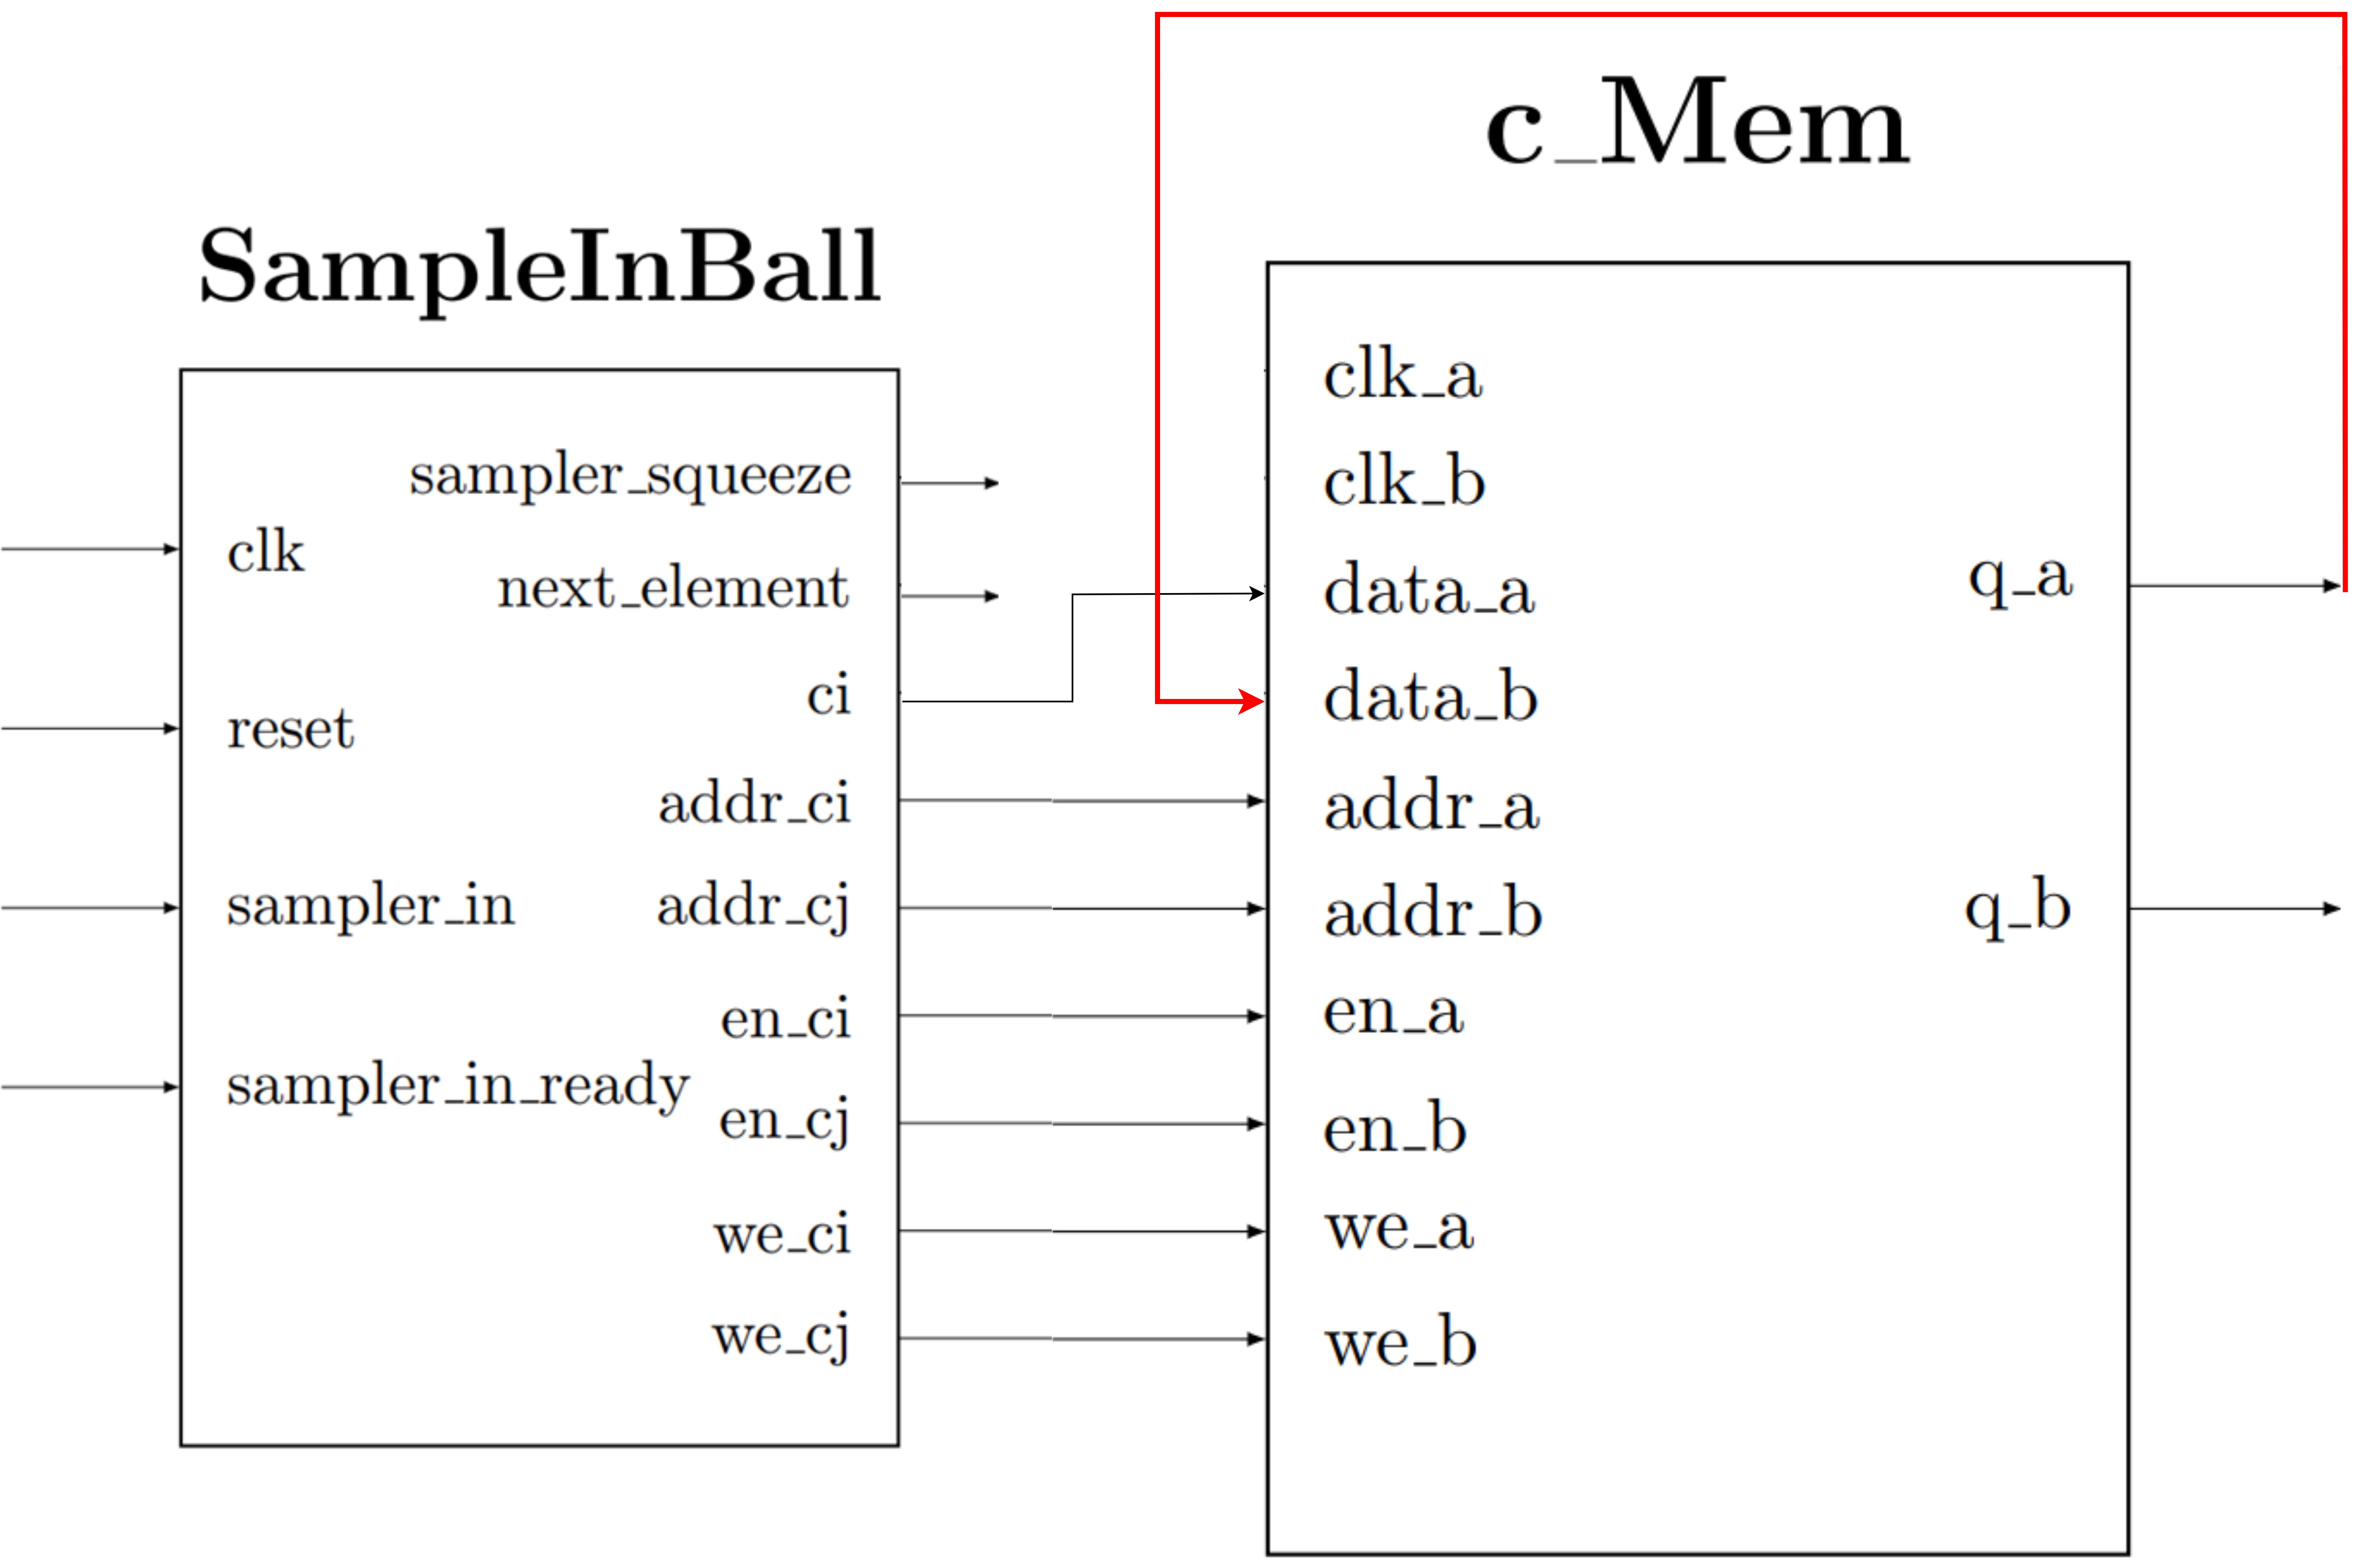 c_Mem
SampleInBall
sampler_squeeze
next_element
ci
addr_ci
addr_cj
en_ci
en_cj
we_ci
we_cj
clk
reset
sampler_in
sampler_in_ready
clk_a
clk_b
data_a
data_b
addr_a
addr_b
en_a
en_b
we_a
we_b
q_a
q_b